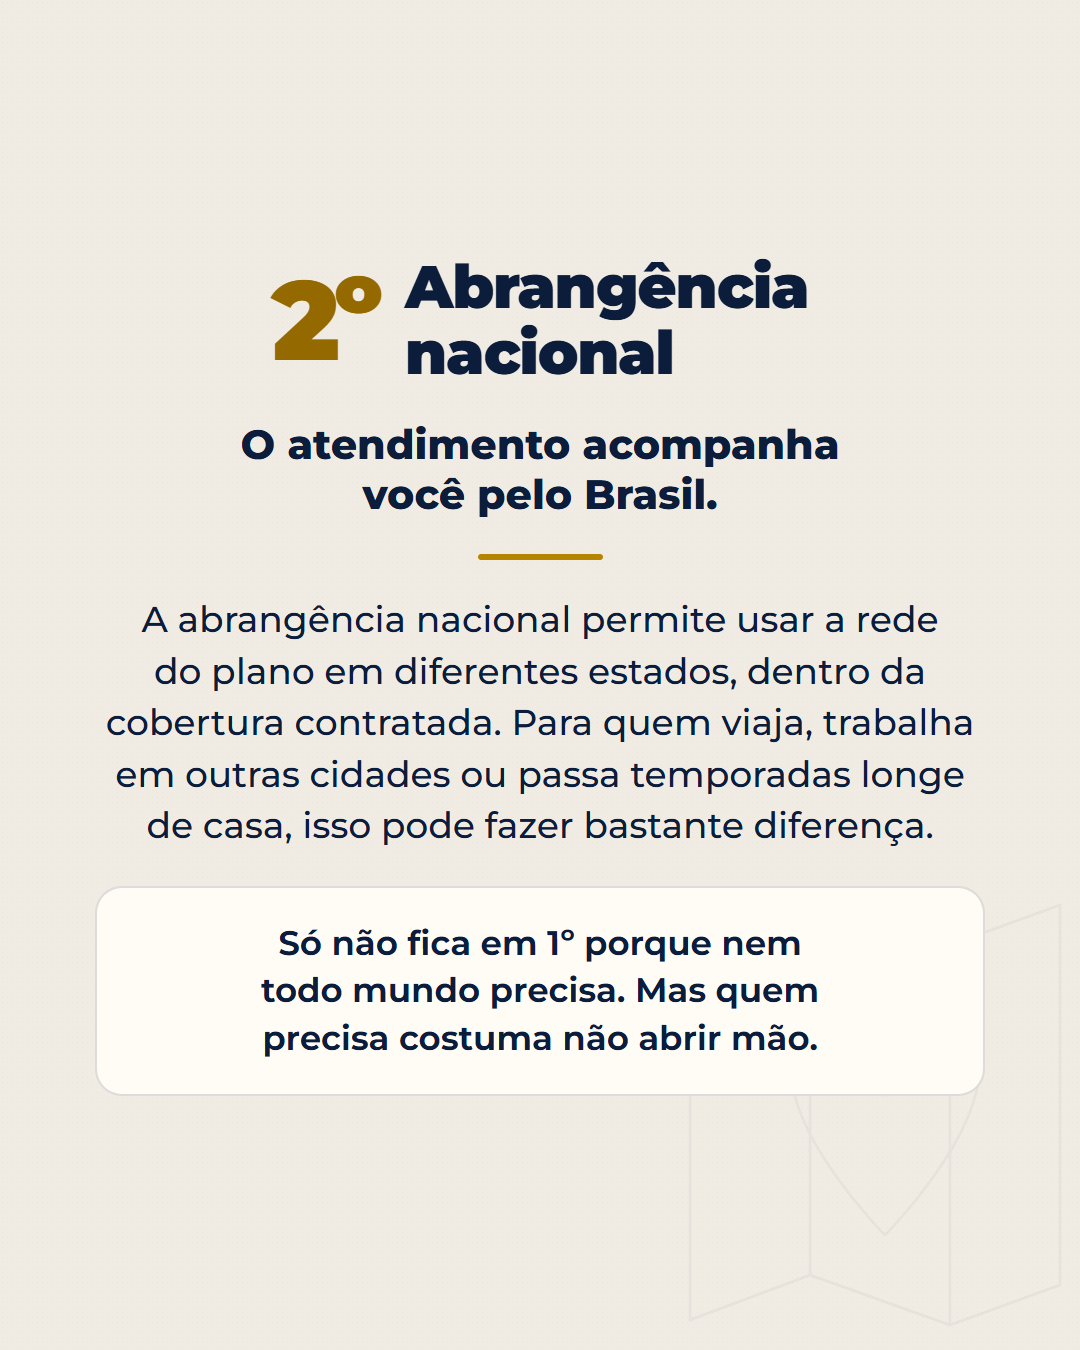 2º Abrangência
nacional
O atendimento acompanha
você pelo Brasil.
A abrangência nacional permite usar a rede
do plano em diferentes estados, dentro da
cobertura contratada. Para quem viaja, trabalha
em outras cidades ou passa temporadas longe
de casa, isso pode fazer bastante diferença.
Só não fica em 1º porque nem
todo mundo precisa. Mas quem
precisa costuma não abrir mão.